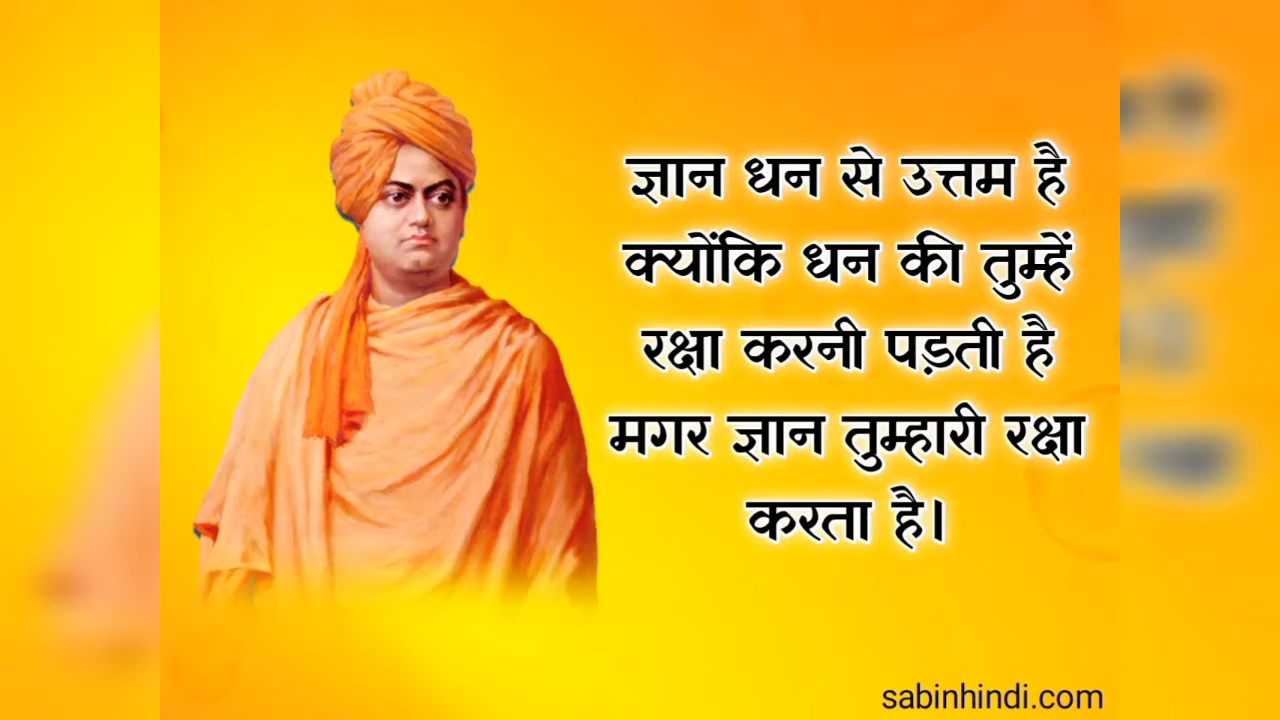 ज्ञान धन से उत्तम है
क्योंकि धन की तुम्हें
रक्षा करनी पड़ती है
मगर ज्ञान तुम्हारी रक्षा
करता है।
sabinhindi.com